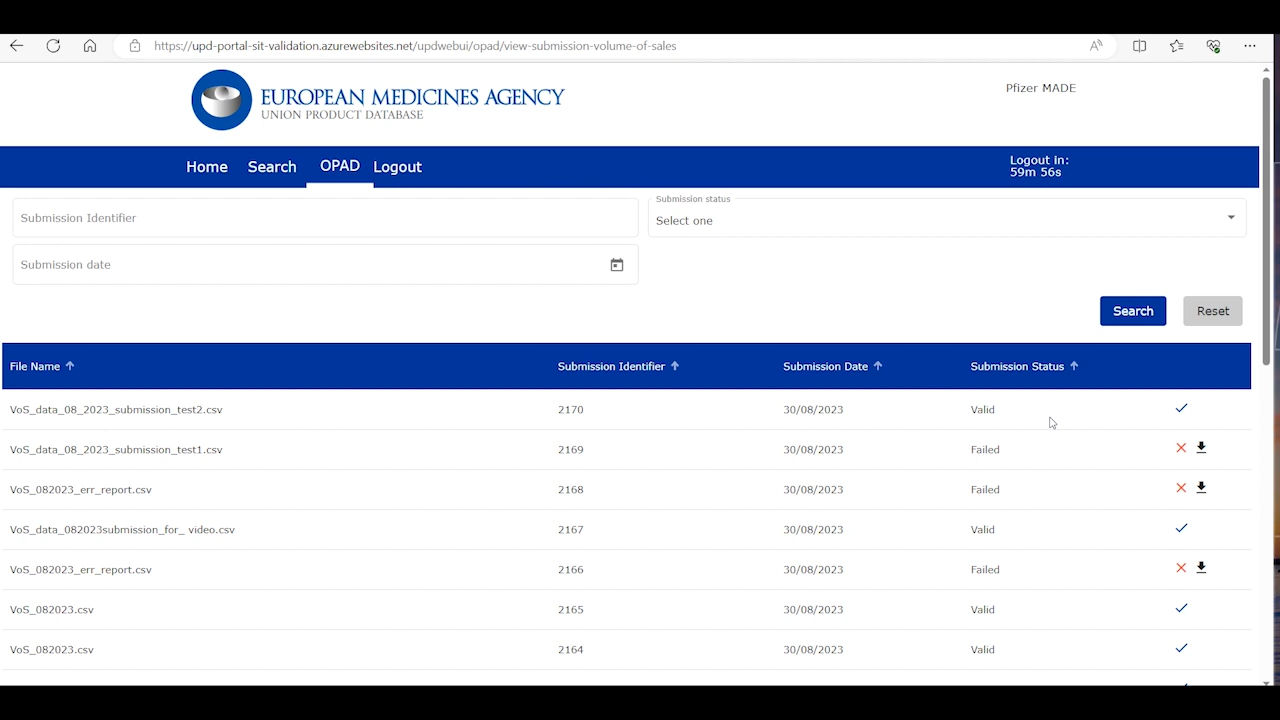 https://upd-portal-sit-validation.azurewebsites.net/updwebui/opad/view-submission-volume-of-sales
EUROPEAN MEDICINES AGENCY
UNION PRODUCT DATABASE
Pfizer MADE
Home Search OPAD Logout
Logout in:
59m 56s
Submission Identifier
Submission status
Select one
Submission date
Search Reset
File Name Submission Identifier Submission Date Submission Status
VoS_data_08_2023_submission_test2.csv 2170 30/08/2023 Valid
VoS_data_08_2023_submission_test1.csv 2169 30/08/2023 Failed
VoS_082023_err_report.csv 2168 30/08/2023 Failed
VoS_data_082023submission_for_ video.csv 2167 30/08/2023 Valid
VoS_082023_err_report.csv 2166 30/08/2023 Failed
VoS_082023.csv 2165 30/08/2023 Valid
VoS_082023.csv 2164 30/08/2023 Valid